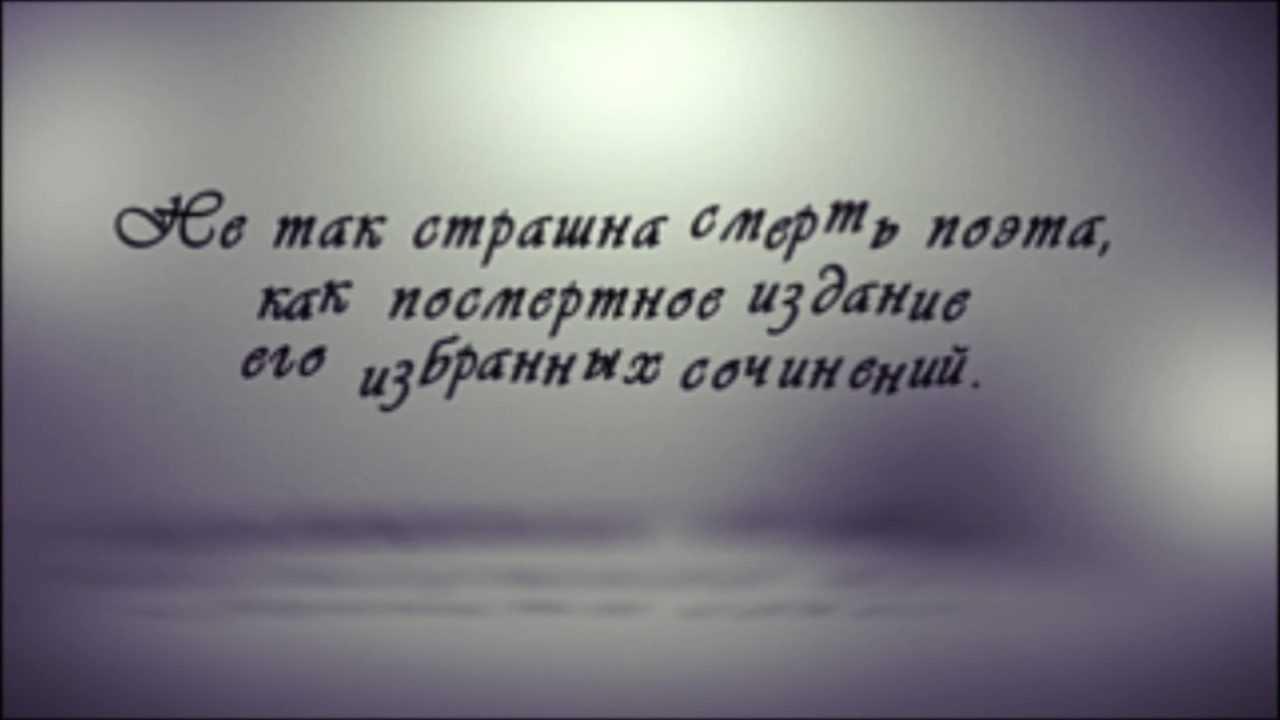 Не так страшна смерть поэта,
как посмертное издание
его избранных сочинений.